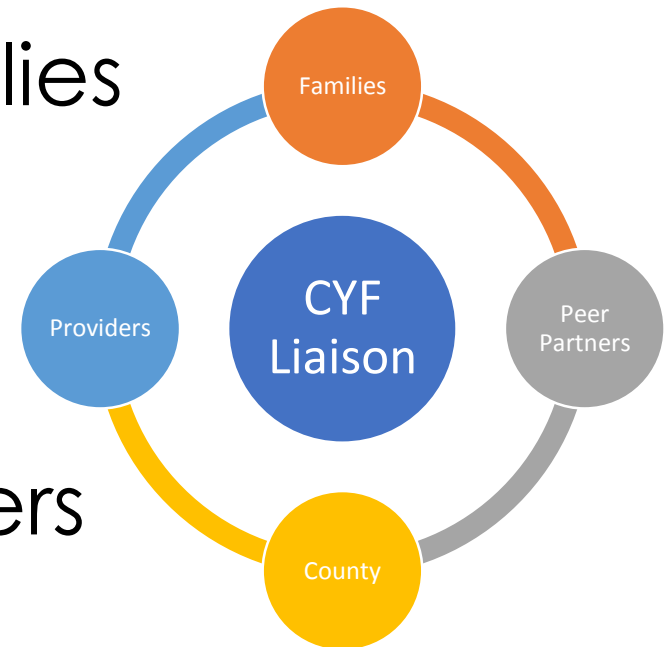 lies
Families
CYF
Liaison
Providers
Peer
Partners
ers
County